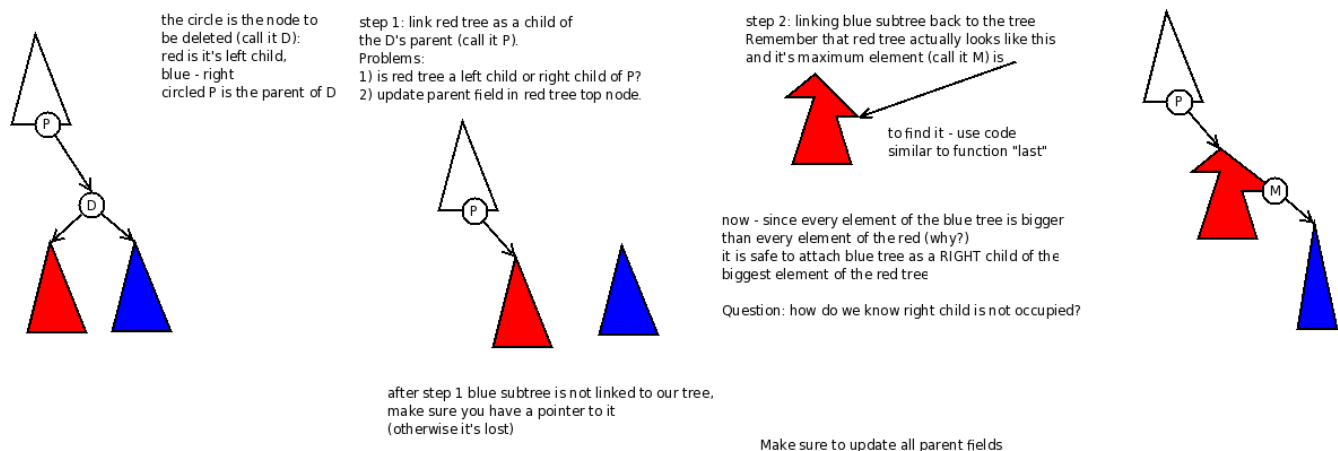 the circle is the node to
be deleted (call it D):
red is it's left child,
blue - right
circled P is the parent of D
P
D
step 1: link red tree as a child of
the D's parent (call it P).
Problems:
1) is red tree a left child or right child of P?
2) update parent field in red tree top node.
P
after step 1 blue subtree is not linked to our tree,
make sure you have a pointer to it
(otherwise it's lost)
step 2: linking blue subtree back to the tree
Remember that red tree actually looks like this
and it's maximum element (call it M) is
to find it - use code
similar to function "last"
now - since every element of the blue tree is bigger
than every element of the red (why?)
it is safe to attach blue tree as a RIGHT child of the
biggest element of the red tree
Question: how do we know right child is not occupied?
Make sure to update all parent fields
P
M